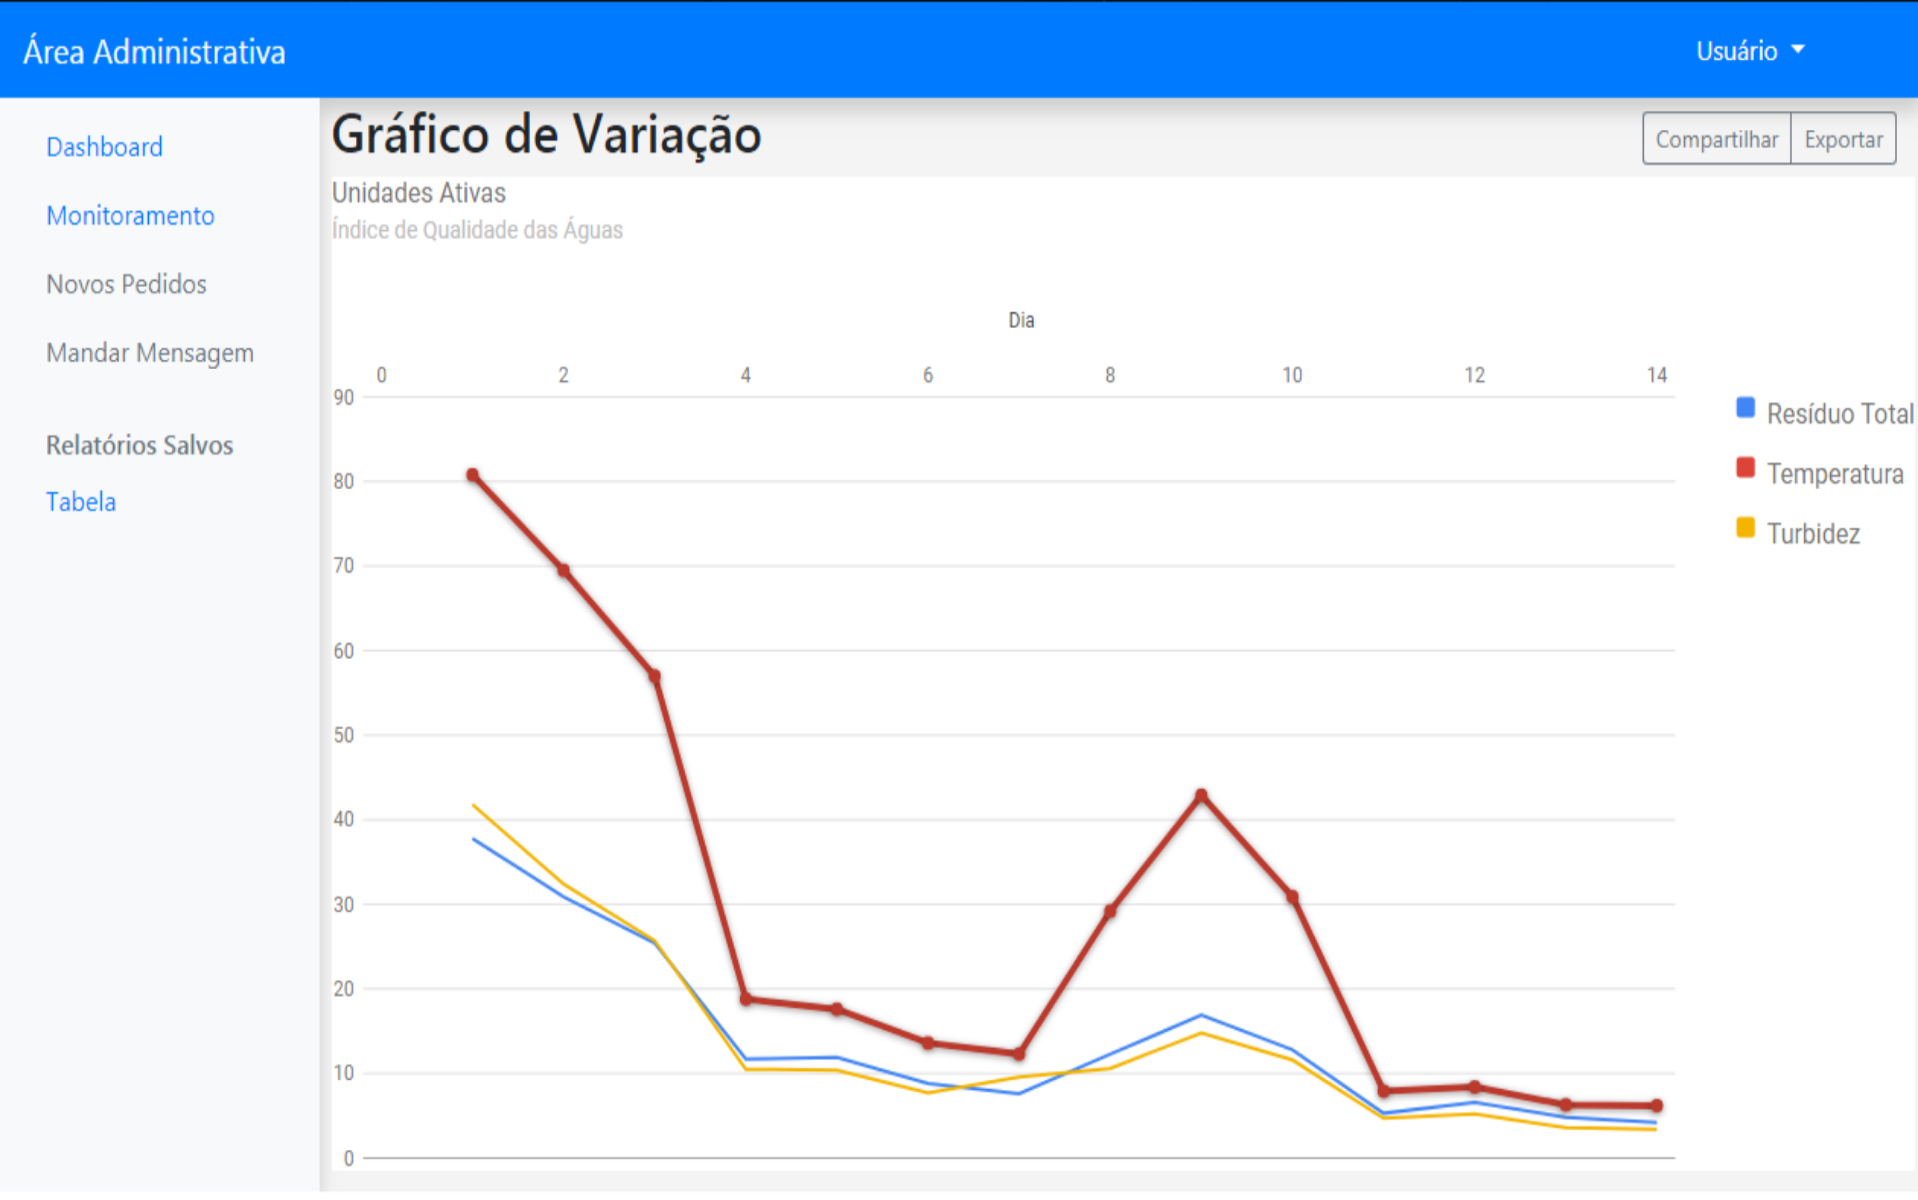 Área Administrativa
Usuário
Dashboard
Monitoramento
Novos Pedidos
Mandar Mensagem
Relatórios Salvos
Tabela
Gráfico de Variação
Compartilhar
Exportar
Unidades Ativas
Índice de Qualidade das Águas
Dia
0 2 4 6 8 10 12 14
90
80
70
60
50
40
30
20
10
0
Resíduo Total
Temperatura
Turbidez